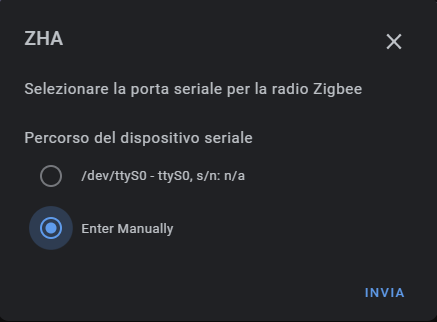 ZHA
Selezionare la porta seriale per la radio Zigbee
Percorso del dispositivo seriale
/dev/ttyS0 - ttyS0, s/n: n/a
Enter Manually
INVIA